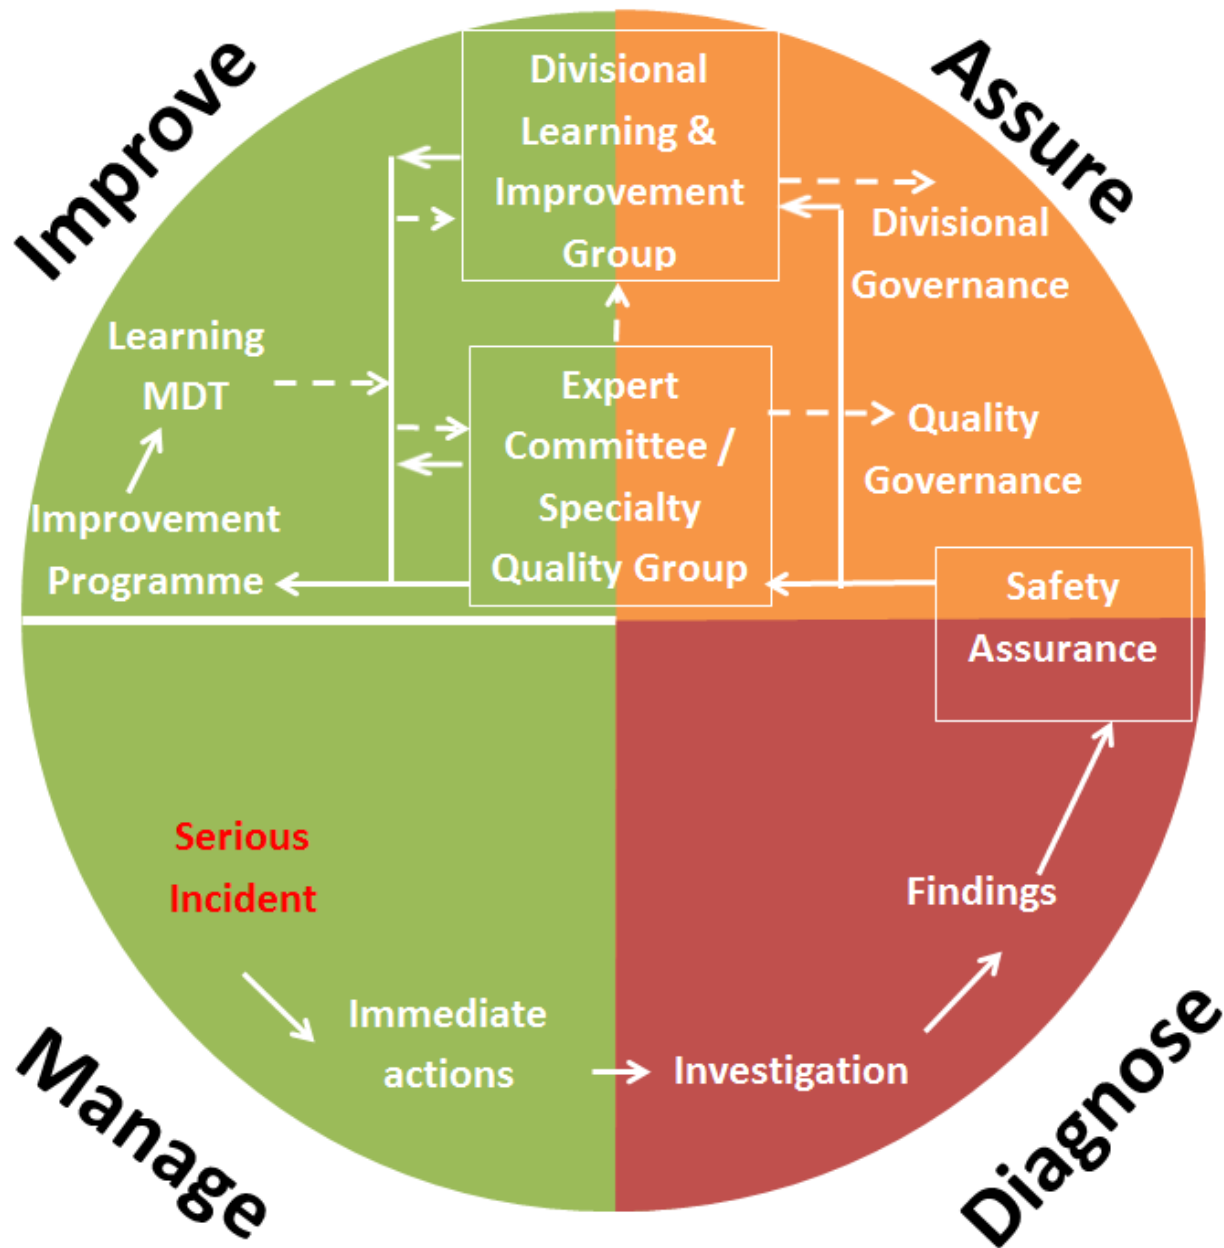 Improve
Assure
Divisional
Learning &
Improvement
Group
Divisional
Governance
Learning
MDT
Expert
Committee /
Specialty
Quality Group
Quality
Governance
Improvement
Programme
Safety
Assurance
Serious
Incident
Immediate
actions
Investigation
Findings
Manage
Diagnose